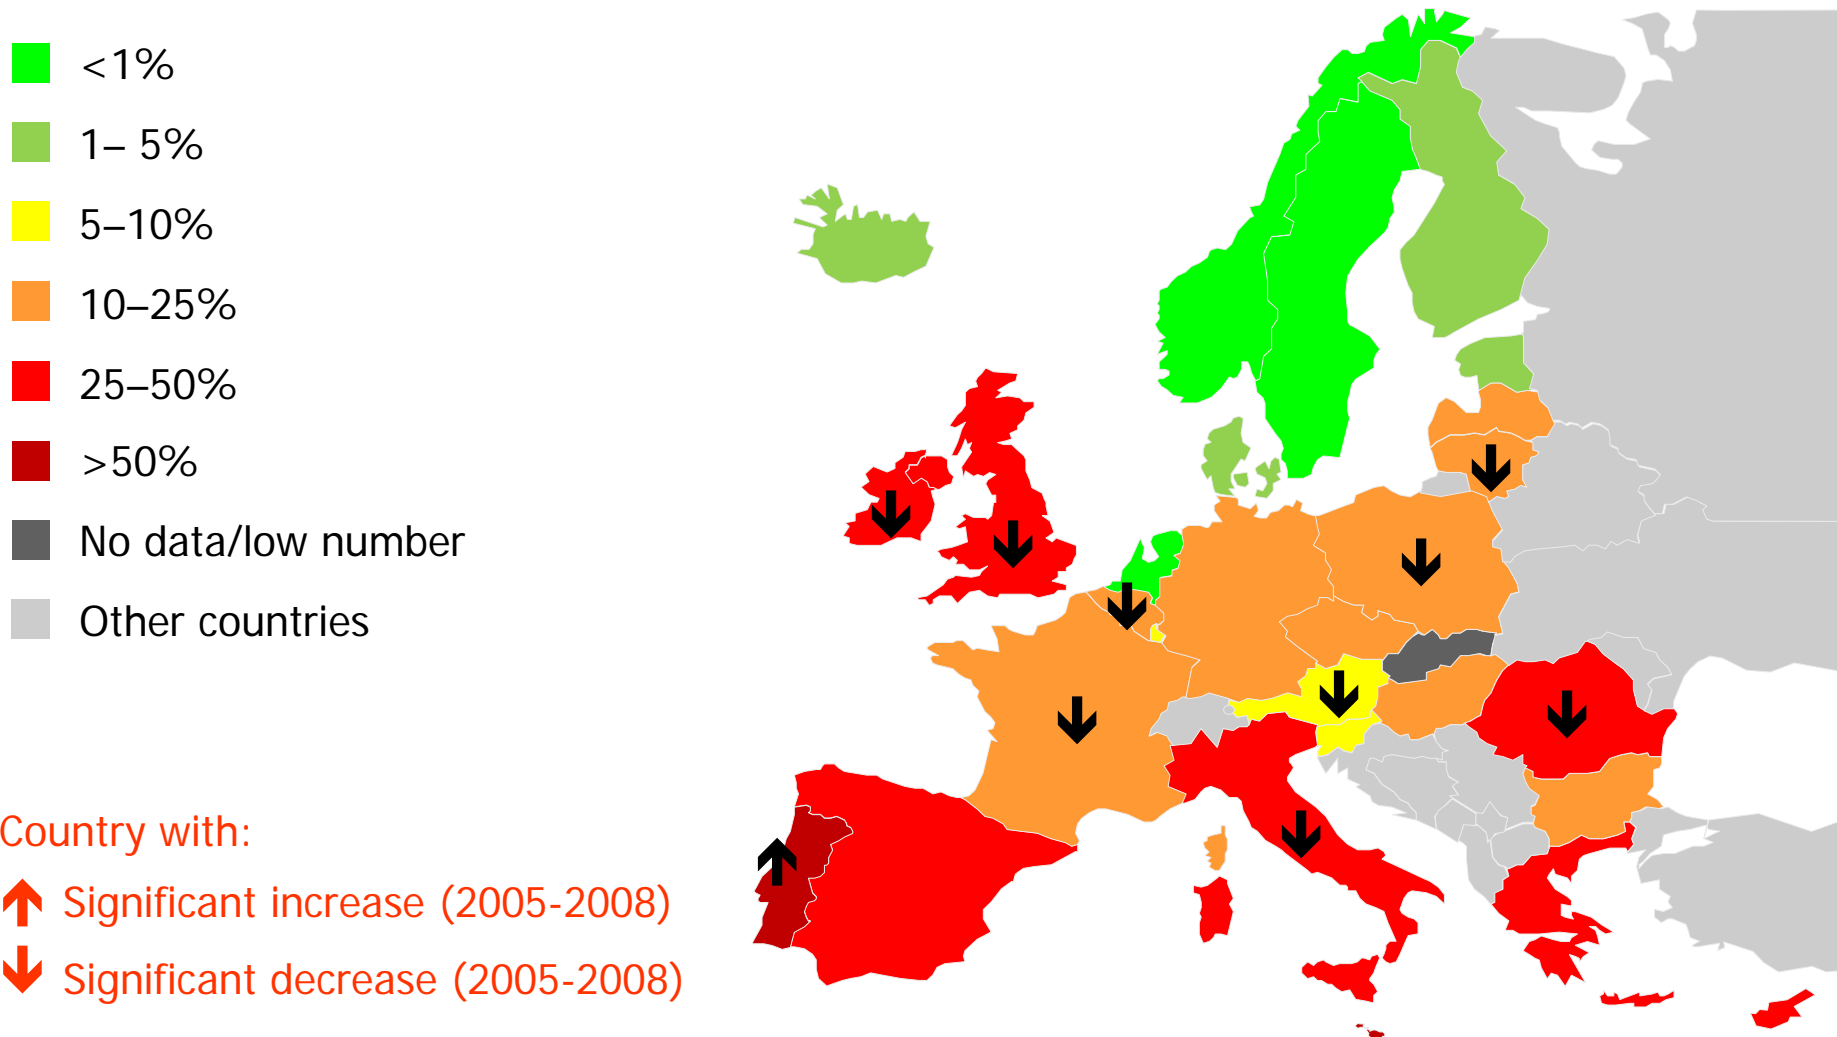 <1%
1– 5%
5–10%
10–25%
25–50%
>50%
No data/low number
Other countries
Country with:
Significant increase (2005-2008)
Significant decrease (2005-2008)